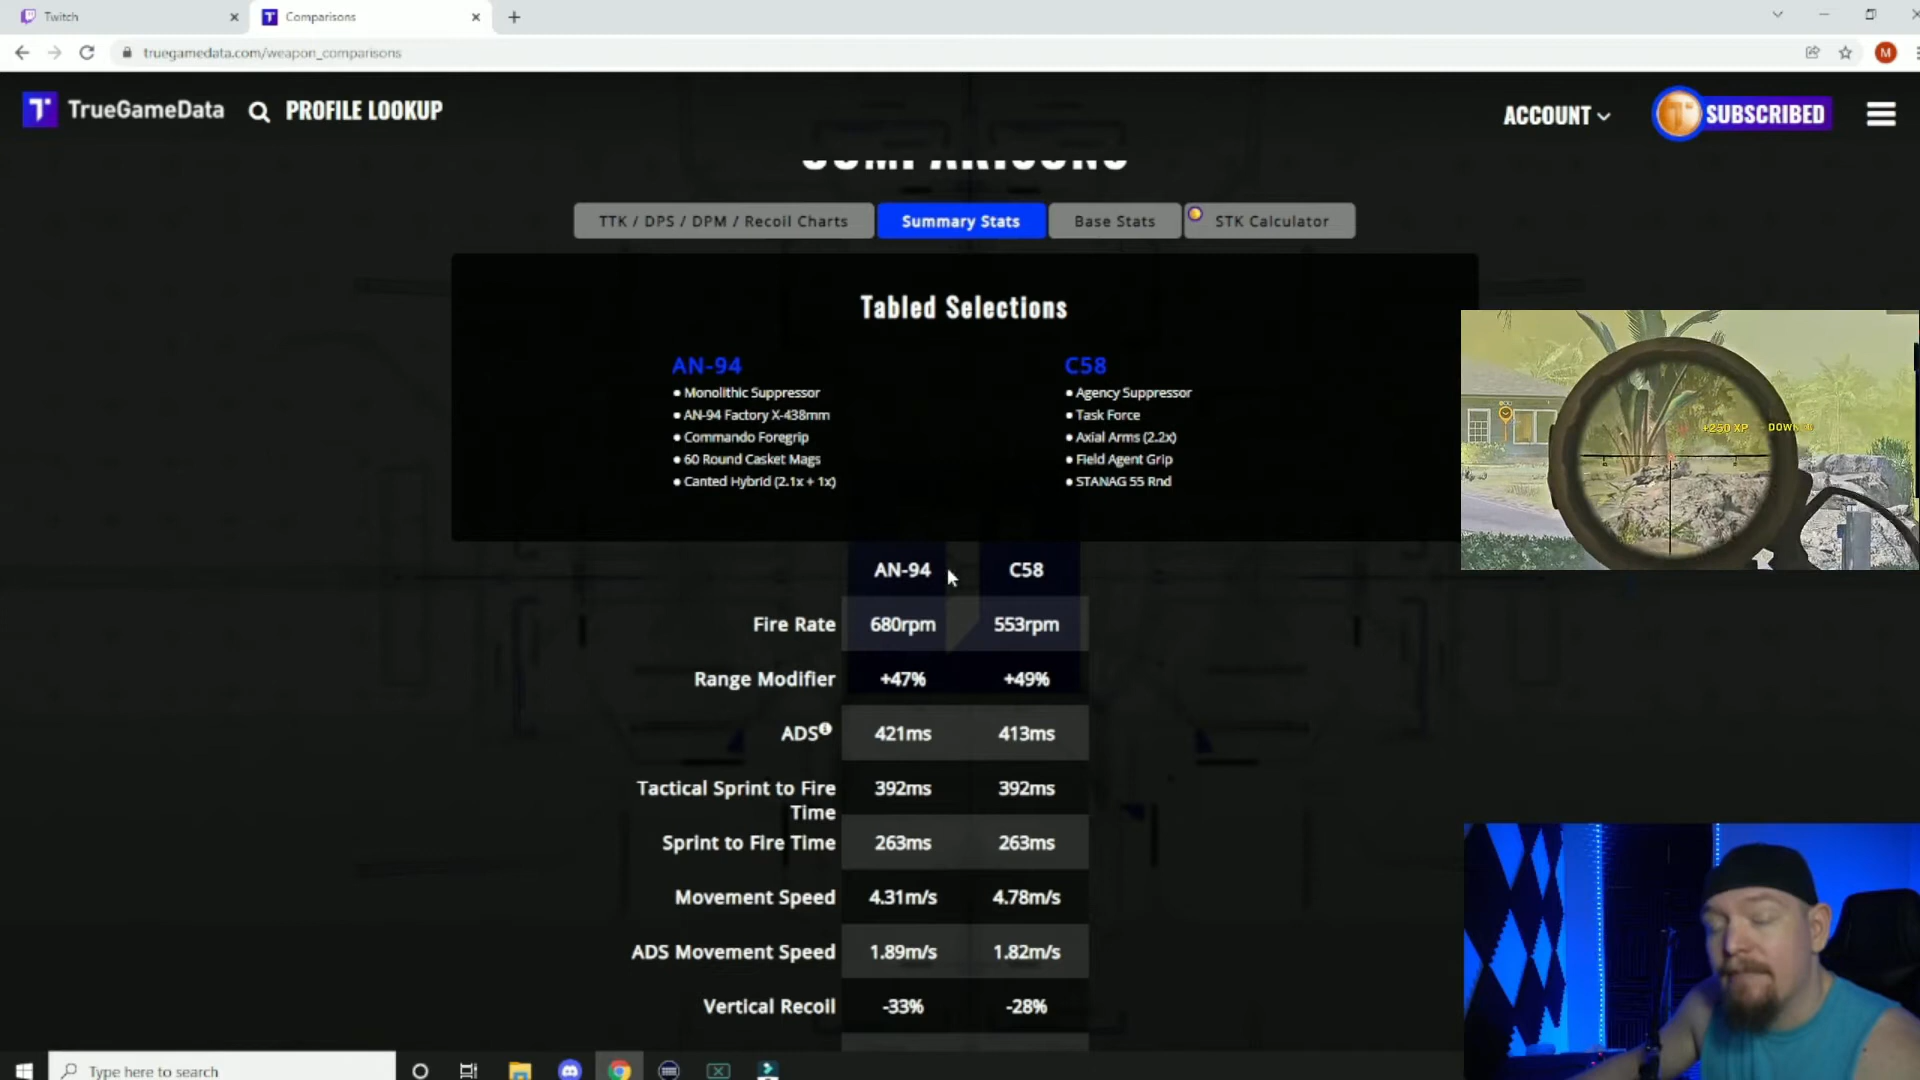 Twitch
Comparisons
truegamedata.com/weapon_comparisons
M
TrueGameData
PROFILE LOOKUP
ACCOUNT
SUBSCRIBED
COMPARISONS
TTK / DPS / DPM / Recoil Charts
Summary Stats
Base Stats
STK Calculator
Tabled Selections
AN-94
• Monolithic Suppressor
• AN-94 Factory X-438mm
• Commando Foregrip
• 60 Round Casket Mags
• Canted Hybrid (2.1x + 1x)
C58
• Agency Suppressor
• Task Force
• Axial Arms (2.2x)
• Field Agent Grip
• STANAG 55 Rnd
+250 XP
AN-94 C58
Fire Rate 680rpm 553rpm
Range Modifier +47% +49%
ADS 421ms 413ms
Tactical Sprint to Fire
Time 392ms 392ms
Sprint to Fire Time 263ms 263ms
Movement Speed 4.31m/s 4.78m/s
ADS Movement Speed 1.89m/s 1.82m/s
Vertical Recoil -33% -28%
Type here to search